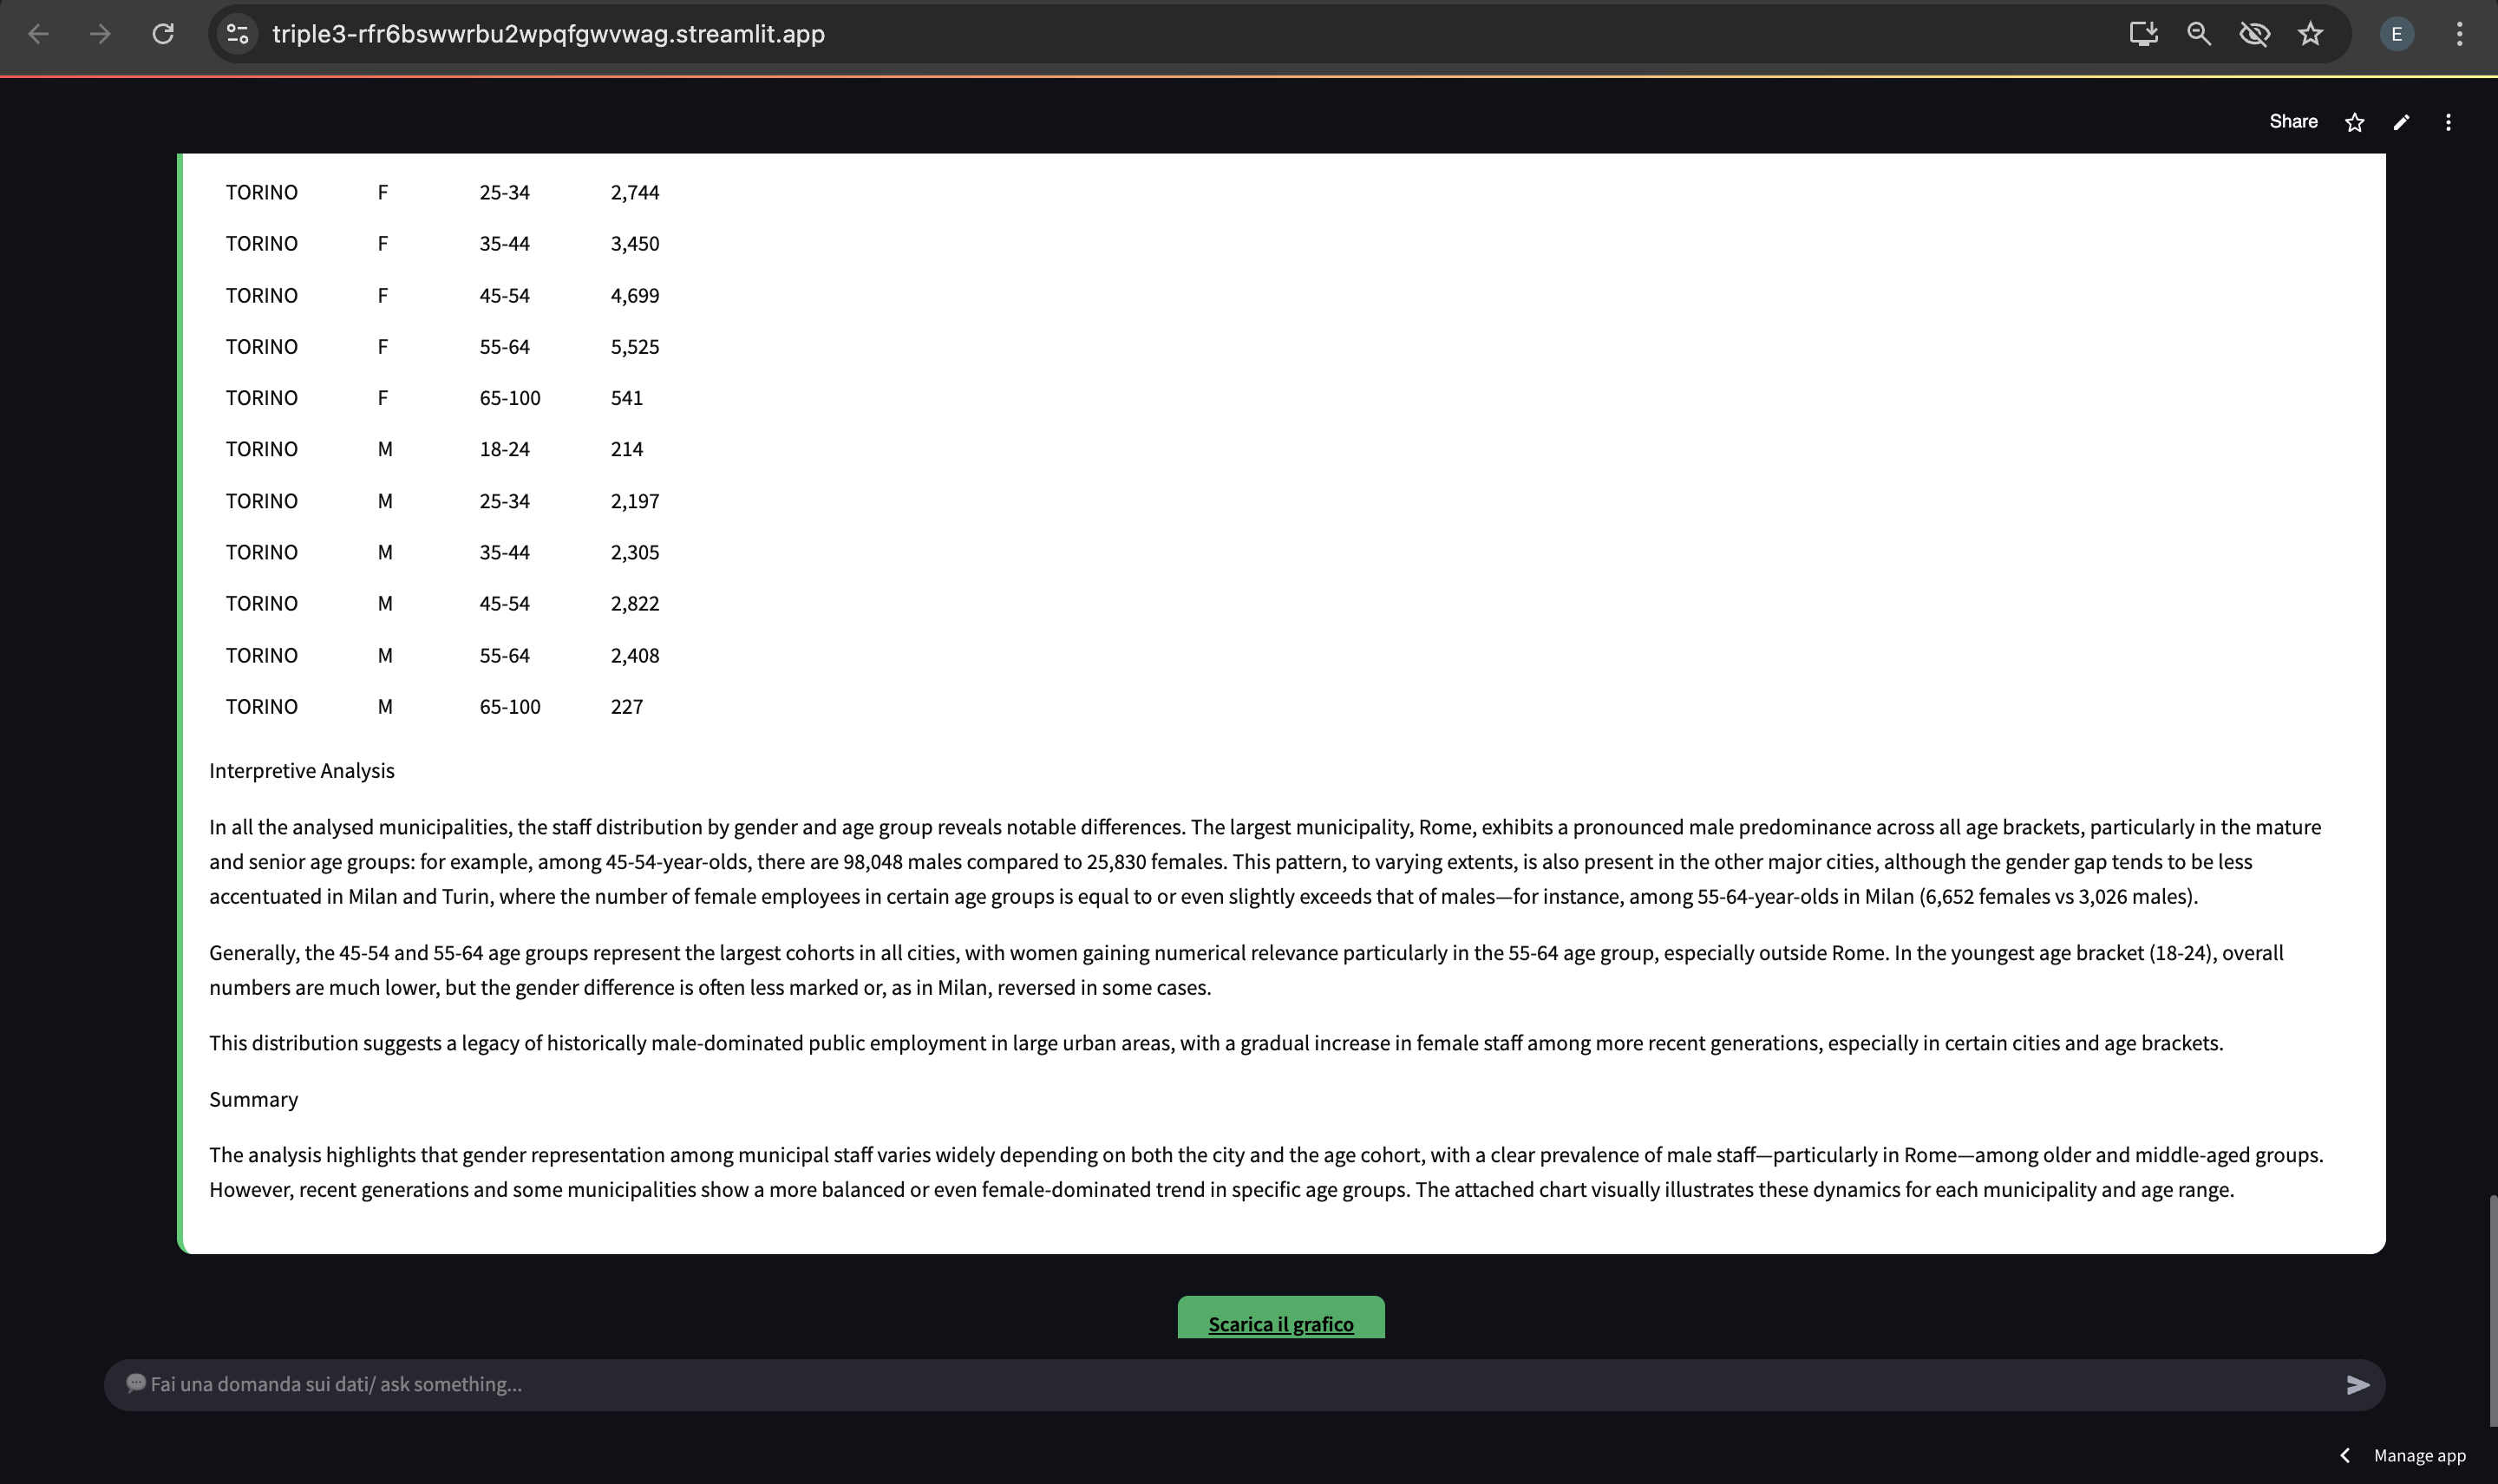 triple3-rfr6bswwrbu2wpqfgwvwag.streamlit.app
E
Share
TORINO F 25-34 2,744
TORINO F 35-44 3,450
TORINO F 45-54 4,699
TORINO F 55-64 5,525
TORINO F 65-100 541
TORINO M 18-24 214
TORINO M 25-34 2,197
TORINO M 35-44 2,305
TORINO M 45-54 2,822
TORINO M 55-64 2,408
TORINO M 65-100 227
Interpretive Analysis
In all the analysed municipalities, the staff distribution by gender and age group reveals notable differences. The largest municipality, Rome, exhibits a pronounced male predominance across all age brackets, particularly in the mature
and senior age groups: for example, among 45-54-year-olds, there are 98,048 males compared to 25,830 females. This pattern, to varying extents, is also present in the other major cities, although the gender gap tends to be less
accentuated in Milan and Turin, where the number of female employees in certain age groups is equal to or even slightly exceeds that of males—for instance, among 55-64-year-olds in Milan (6,652 females vs 3,026 males).
Generally, the 45-54 and 55-64 age groups represent the largest cohorts in all cities, with women gaining numerical relevance particularly in the 55-64 age group, especially outside Rome. In the youngest age bracket (18-24), overall
numbers are much lower, but the gender difference is often less marked or, as in Milan, reversed in some cases.
This distribution suggests a legacy of historically male-dominated public employment in large urban areas, with a gradual increase in female staff among more recent generations, especially in certain cities and age brackets.
Summary
The analysis highlights that gender representation among municipal staff varies widely depending on both the city and the age cohort, with a clear prevalence of male staff—particularly in Rome—among older and middle-aged groups.
However, recent generations and some municipalities show a more balanced or even female-dominated trend in specific age groups. The attached chart visually illustrates these dynamics for each municipality and age range.
Scarica il grafico
Fai una domanda sui dati/ ask something...
Manage app